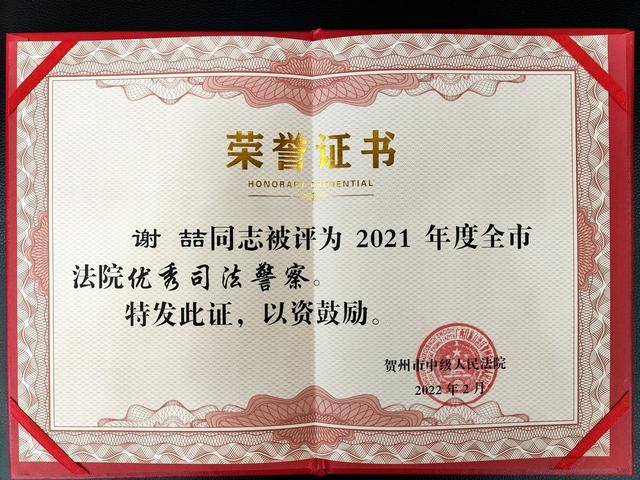 荣誉证书
HONORARY CREDENTIAL
谢 喆同志被评为 2021 年度全市
法院优秀司法警察。
特发此证，以资鼓励。
贺州市中级人民法院
2022 年 2 月